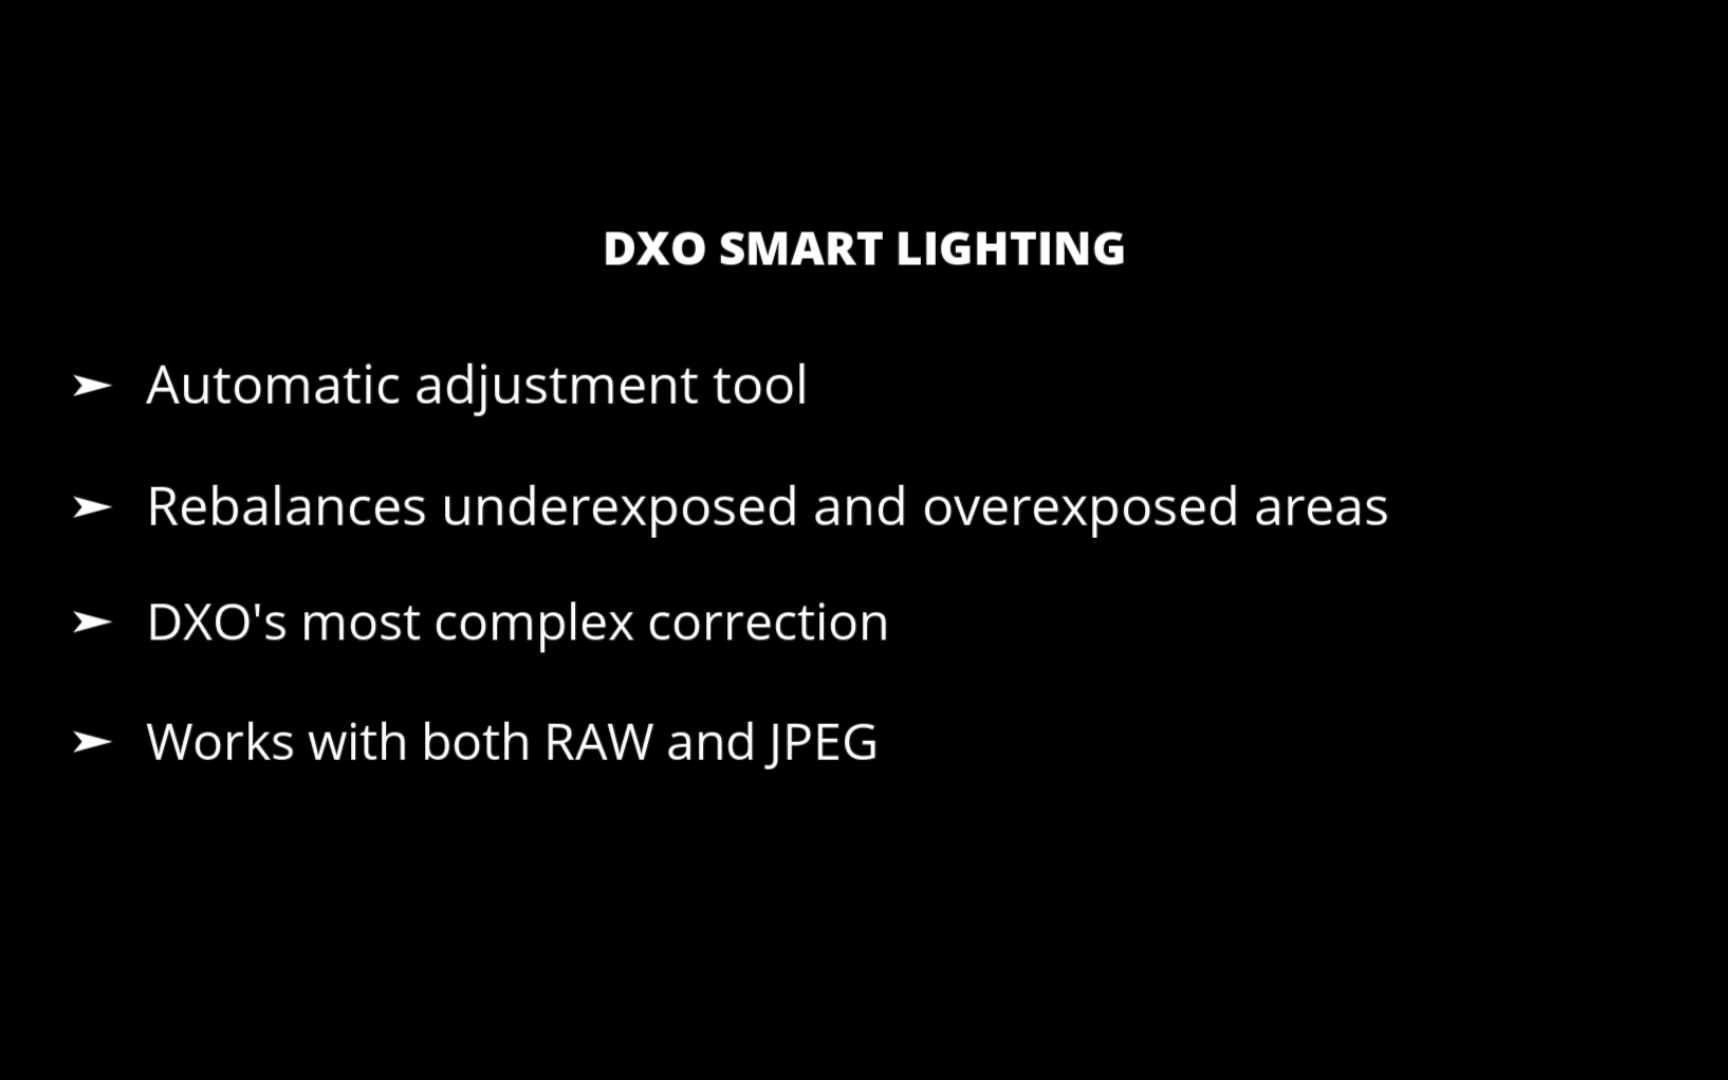 DXO SMART LIGHTING
➤ Automatic adjustment tool
➤ Rebalances underexposed and overexposed areas
➤ DXO's most complex correction
➤ Works with both RAW and JPEG